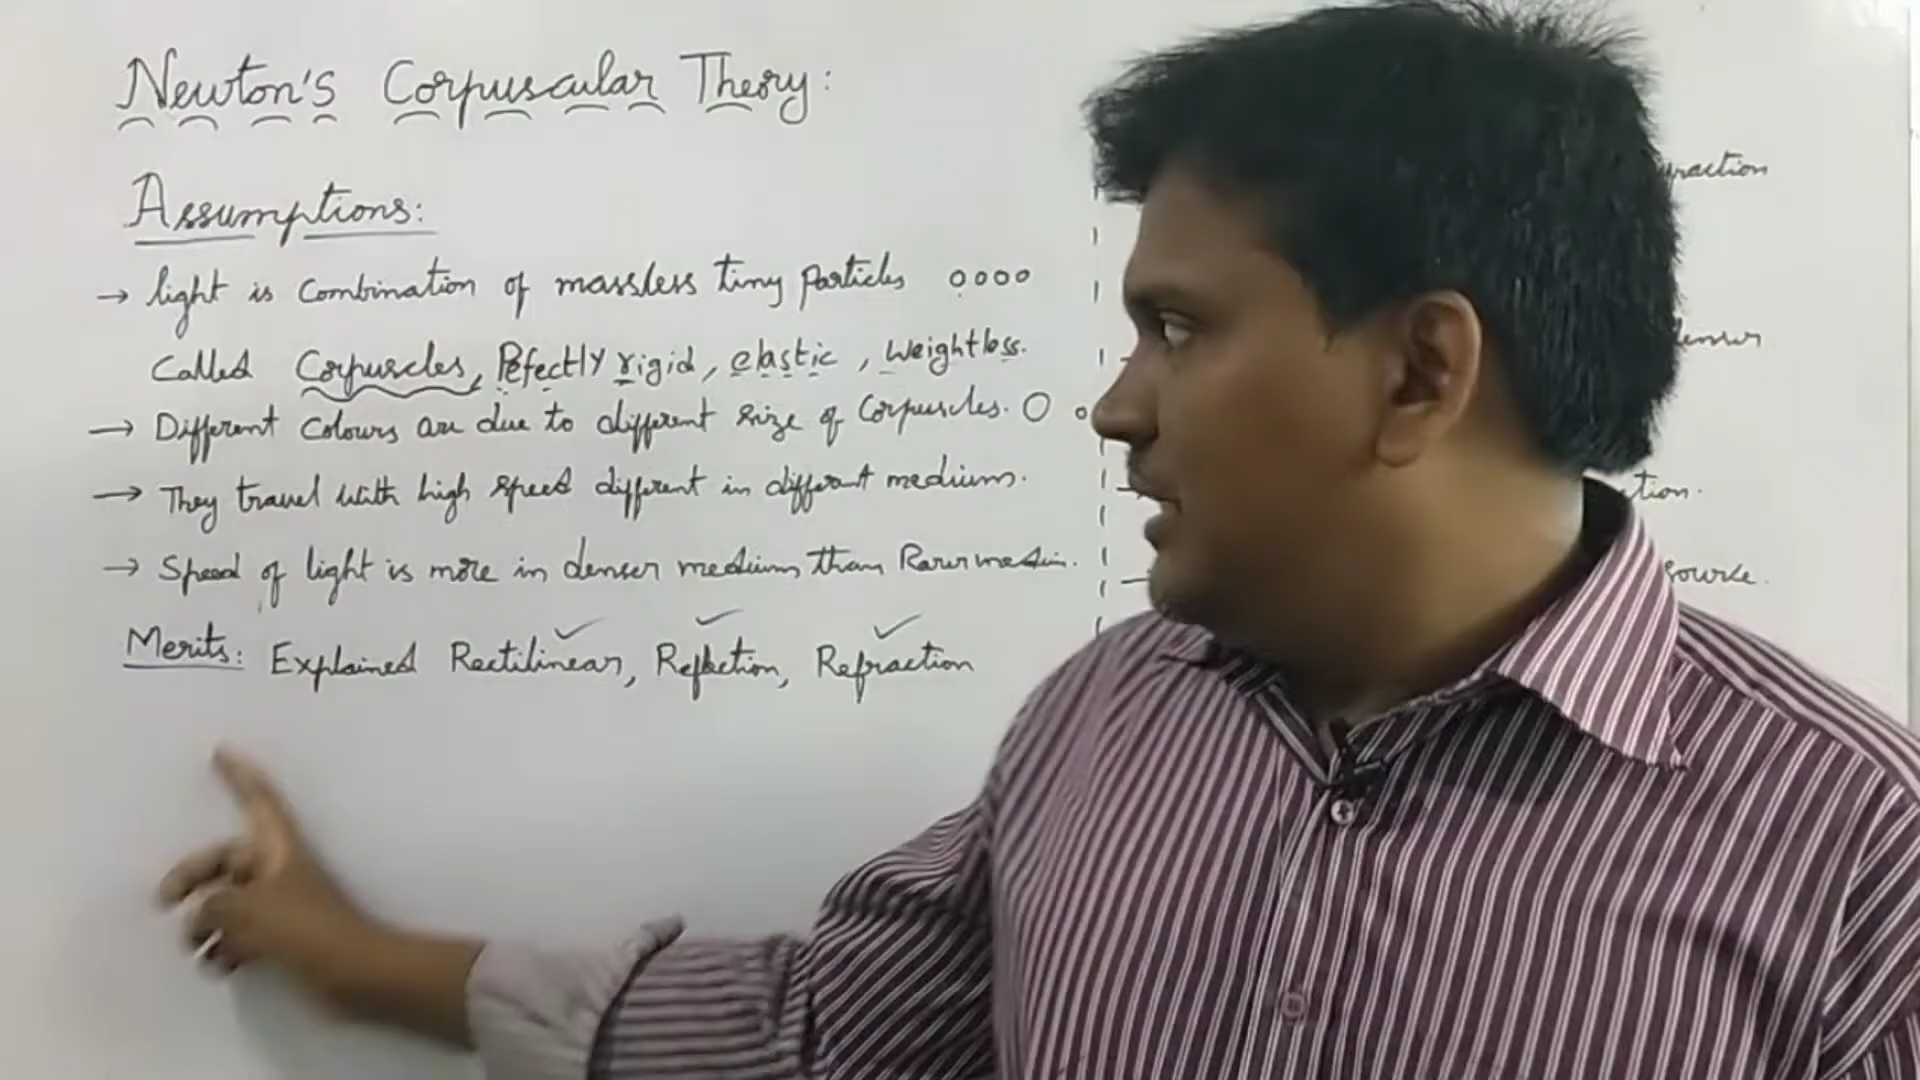 Newton's Corpuscular Theory:
Assumptions:
→ light is Combination of massless tiny particles
Called Corpuscles, Pefectly rigid, elastic, weightless.
→ Different Colours are due to different size of Corpuscles.
→ They travel with high speed different in different mediums.
→ Speed of light is more in denser medium than Rarer medium.
Merits: Explained Rectilinear, Reflection, Refraction
source.